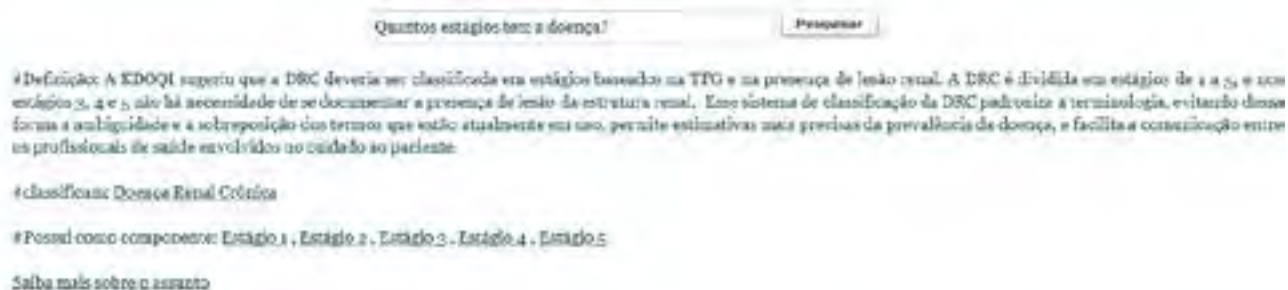 Quantos estágios tem a doença? Pesquisar
#Definição: A KDOQI sugeriu que a DRC deveria ser classificada em estágios baseados na TFG e na presença de lesão renal. A DRC é dividida em estágios de 1 a 5, e nos
estágios 3, 4 e 5 não há necessidade de se documentar a presença de lesão da estrutura renal. Esse sistema de classificação da DRC padroniza a terminologia, evitando dessa
forma a ambiguidade e a sobreposição dos termos que estão atualmente em uso, permite estimativas mais precisas da prevalência da doença, e facilita a comunicação entre
os profissionais de saúde envolvidos no cuidado ao paciente.
#classificam: Doença Renal Crônica
#Possui como componente: Estágio 1 , Estágio 2 , Estágio 3 , Estágio 4 , Estágio 5
Saiba mais sobre o assunto